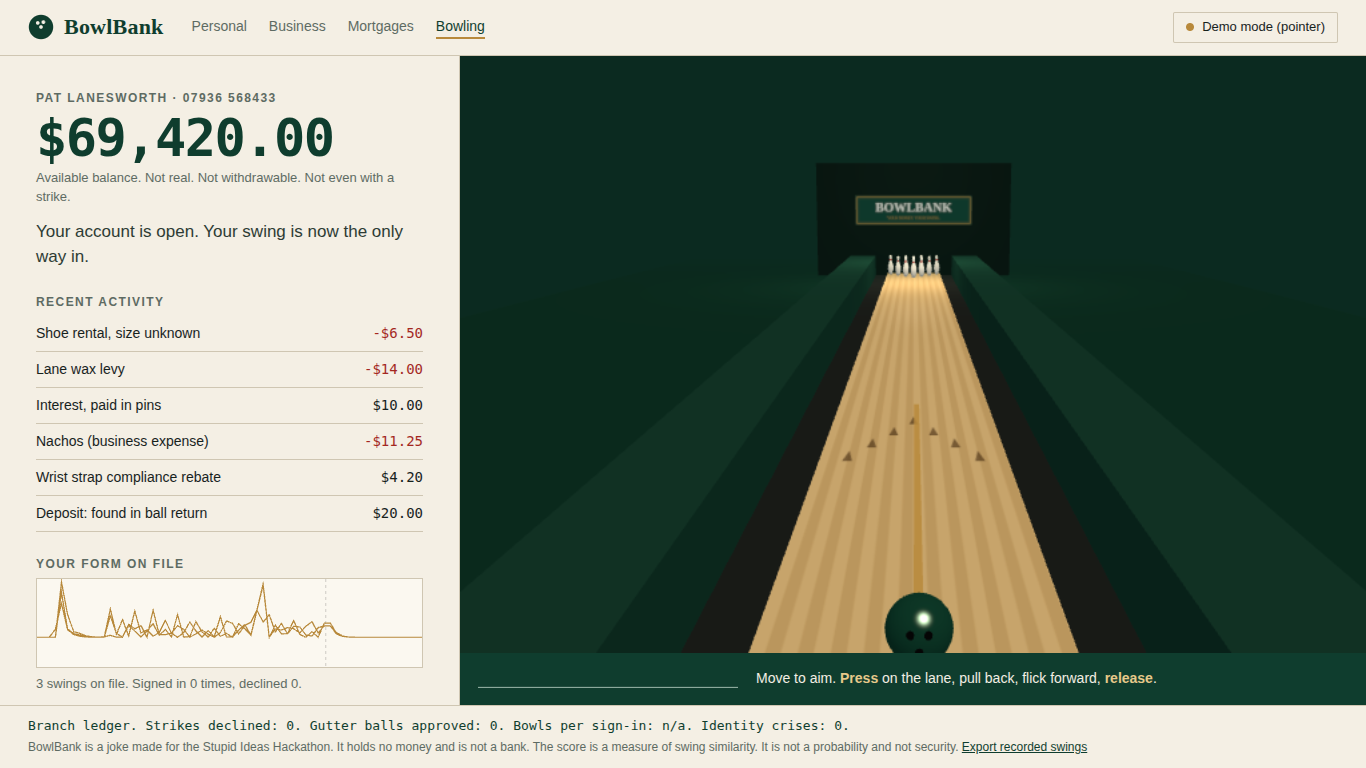 BowlBank
Personal Business Mortgages Bowling
Demo mode (pointer)
PAT LANESWORTH · 07936 568433
$69,420.00
Available balance. Not real. Not withdrawable. Not even with a
strike.
Your account is open. Your swing is now the only
way in.
RECENT ACTIVITY
Shoe rental, size unknown -$6.50
Lane wax levy -$14.00
Interest, paid in pins $10.00
Nachos (business expense) -$11.25
Wrist strap compliance rebate $4.20
Deposit: found in ball return $20.00
YOUR FORM ON FILE
3 swings on file. Signed in 0 times, declined 0.
BOWLBANK
Move to aim. Press on the lane, pull back, flick forward, release.
Branch ledger. Strikes declined: 0. Gutter balls approved: 0. Bowls per sign-in: n/a. Identity crises: 0.
BowlBank is a joke made for the Stupid Ideas Hackathon. It holds no money and is not a bank. The score is a measure of swing similarity. It is not a probability and not security. Export recorded swings